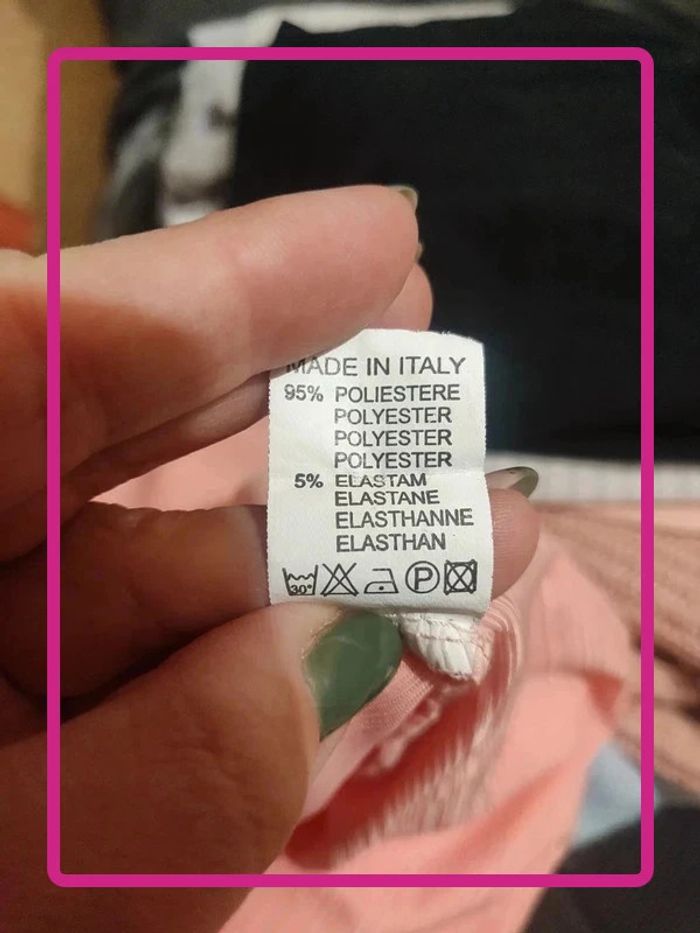 MADE IN ITALY
95% POLIESTERE
POLYESTER
POLYESTER
POLYESTER
5% ELASTAM
ELASTANE
ELASTHANNE
ELASTHAN
30° P